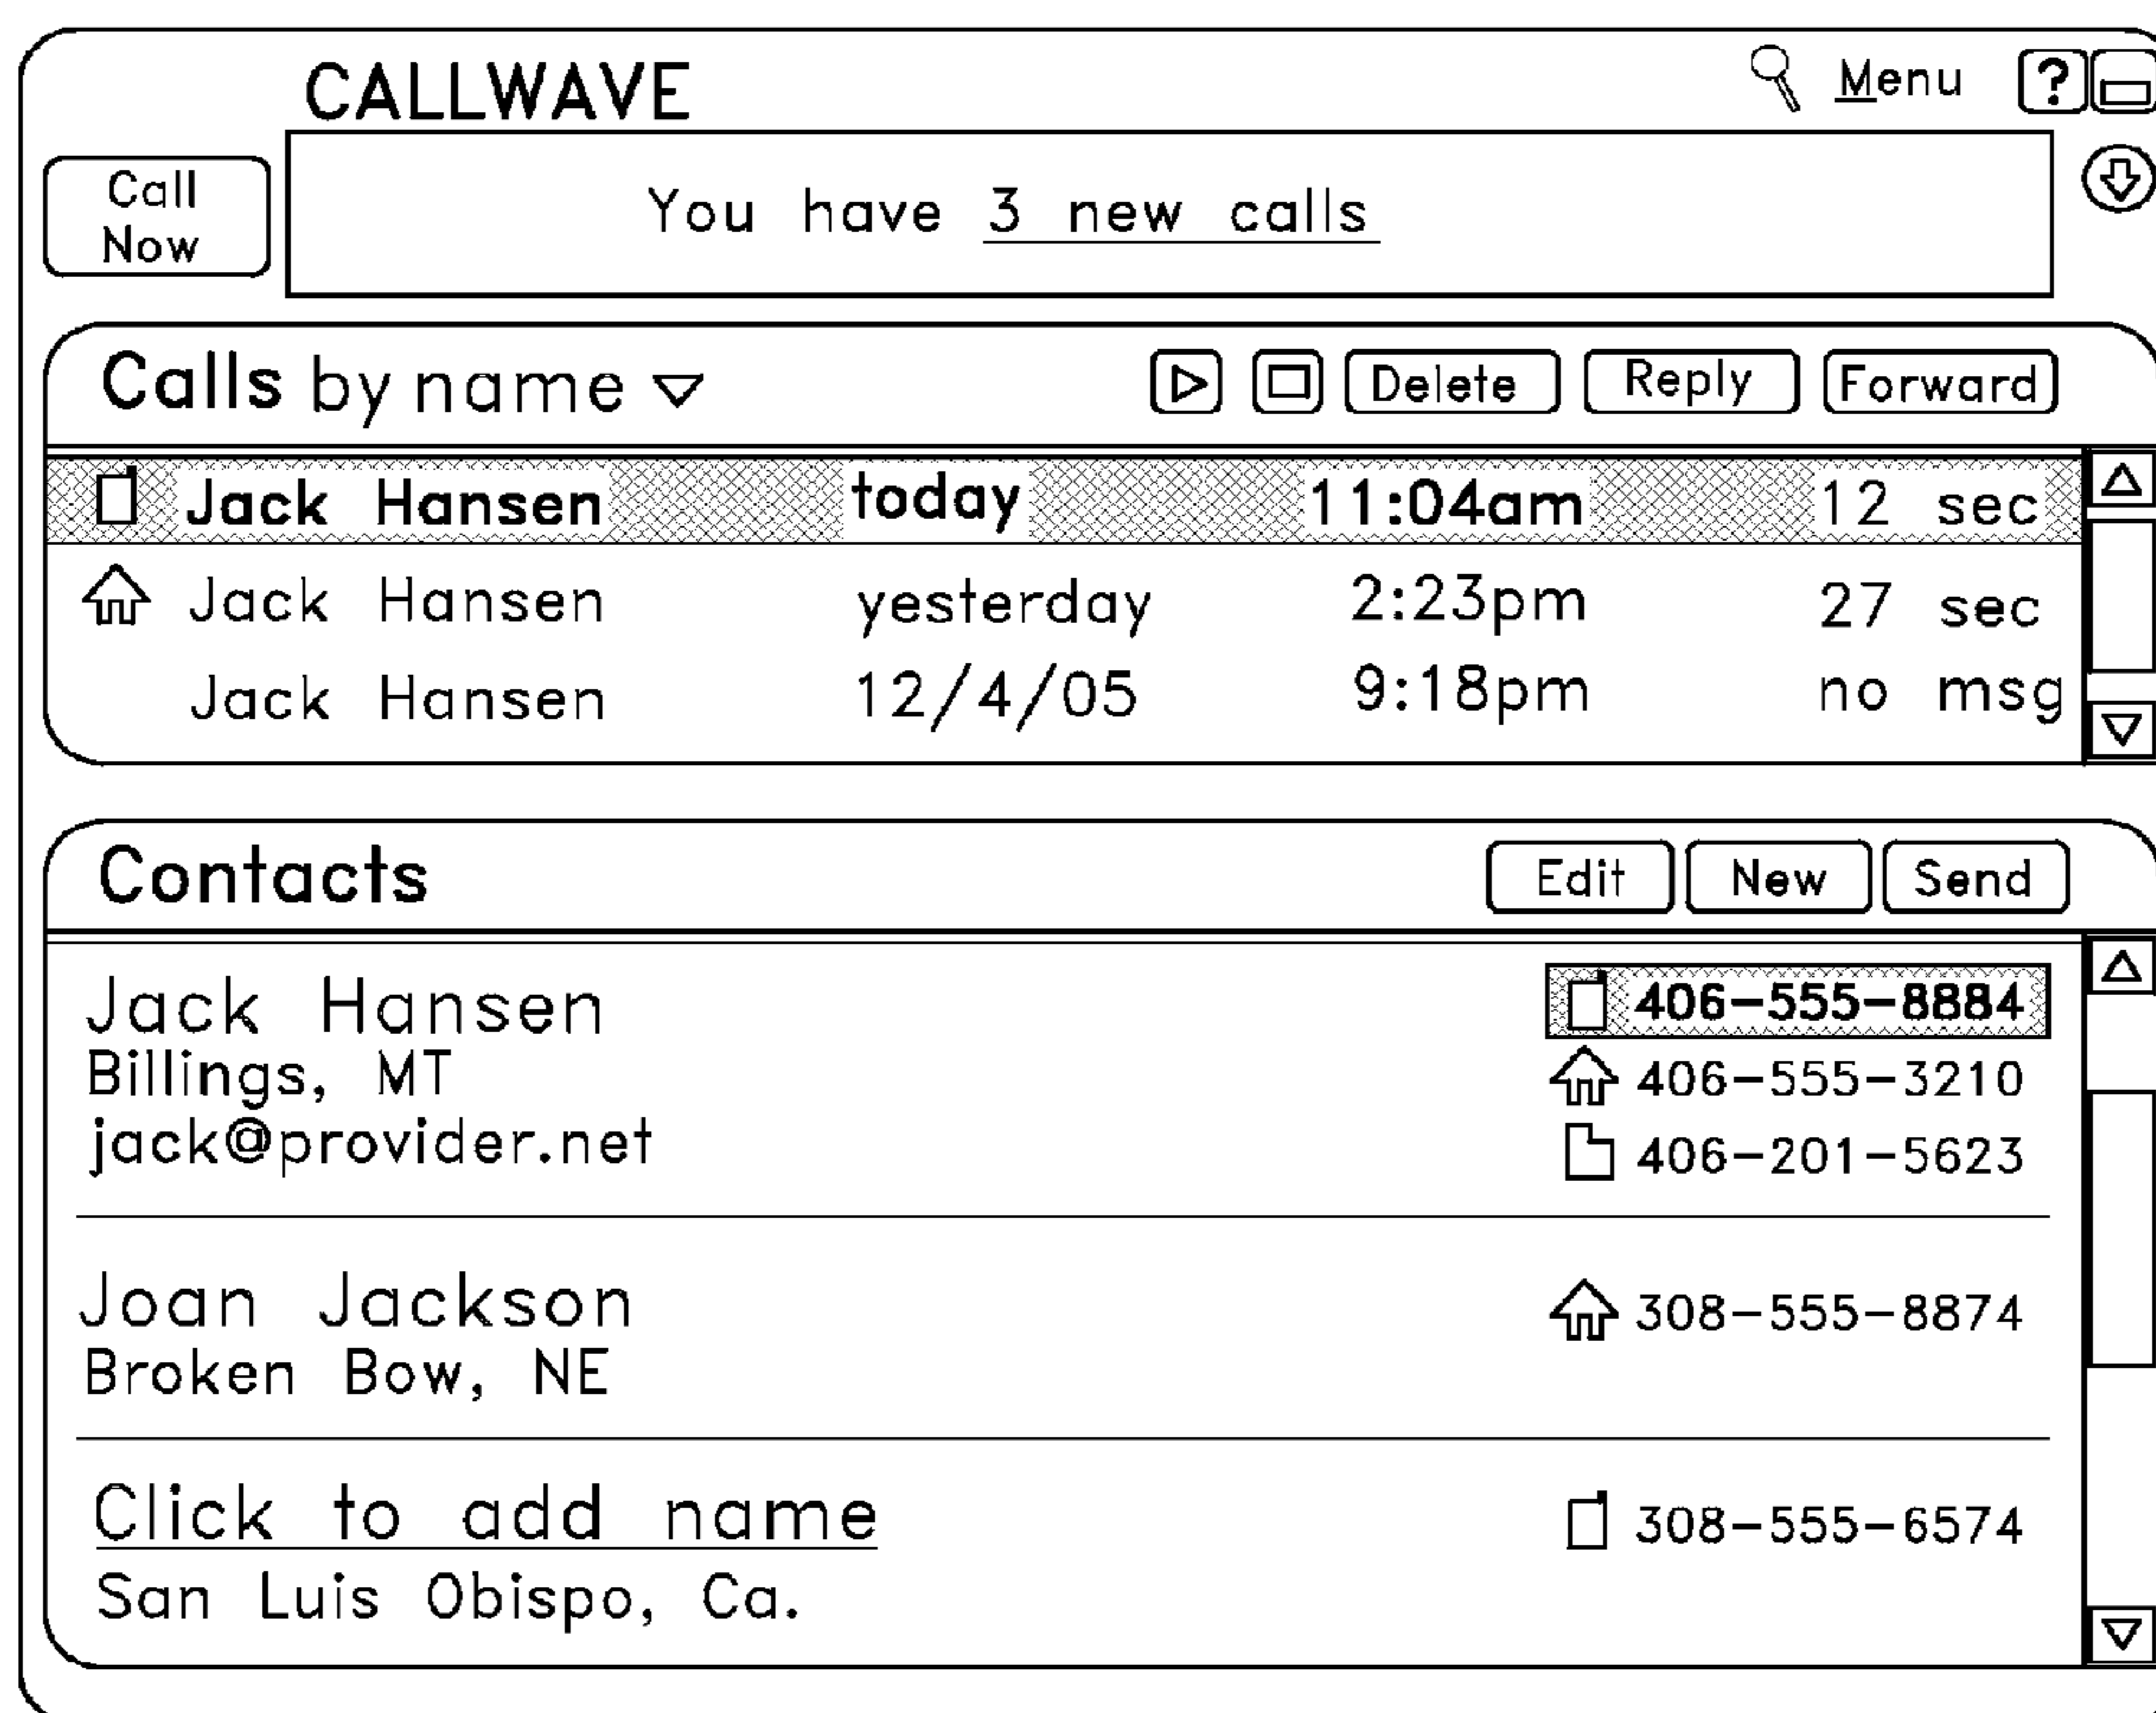 CALLWAVE Menu ?
Call
Now
You have 3 new calls
Calls by name Delete Reply Forward
Jack Hansen today 11:04am 12 sec
Jack Hansen yesterday 2:23pm 27 sec
Jack Hansen 12/4/05 9:18pm no msg
Contacts Edit New Send
Jack Hansen 406-555-8884
Billings, MT 406-555-3210
jack@provider.net 406-201-5623
Joan Jackson 308-555-8874
Broken Bow, NE
Click to add name 308-555-6574
San Luis Obispo, Ca.